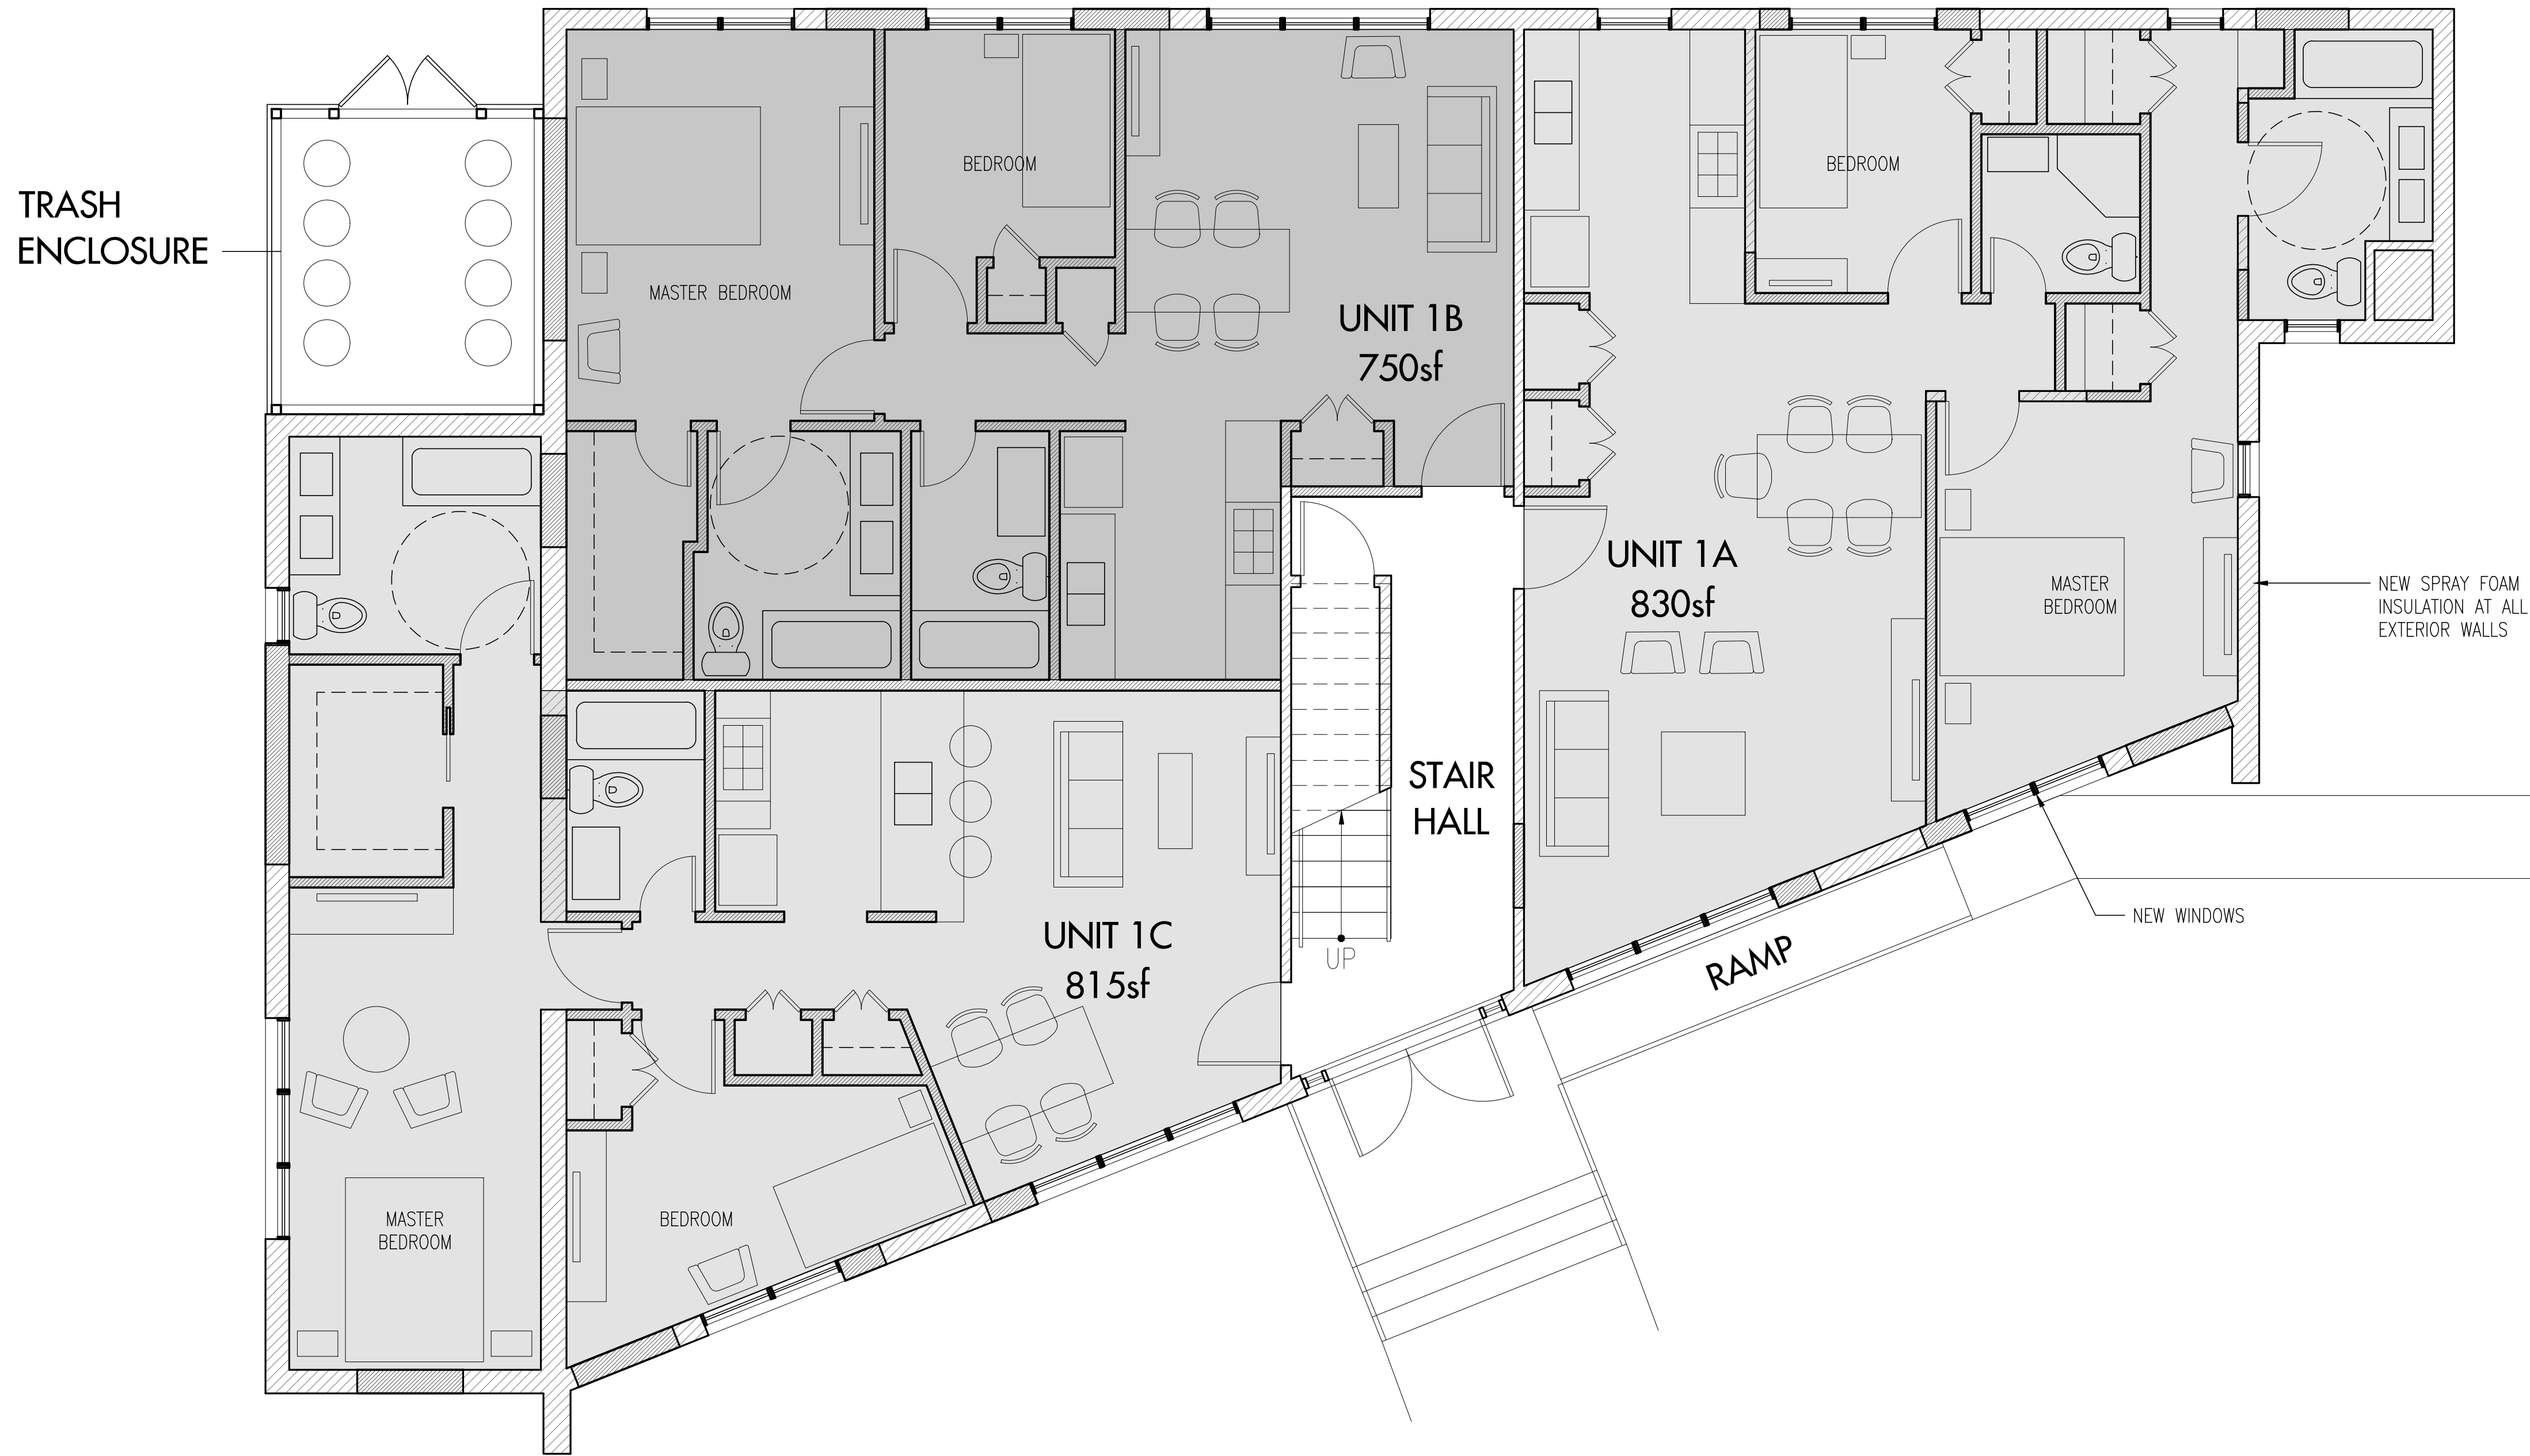 TRASH
ENCLOSURE
MASTER BEDROOM
BEDROOM
UNIT 1B
750sf
BEDROOM
UNIT 1A
830sf
MASTER
BEDROOM
NEW SPRAY FOAM
INSULATION AT ALL
EXTERIOR WALLS
STAIR
HALL
UP
UNIT 1C
815sf
RAMP
NEW WINDOWS
MASTER
BEDROOM
BEDROOM